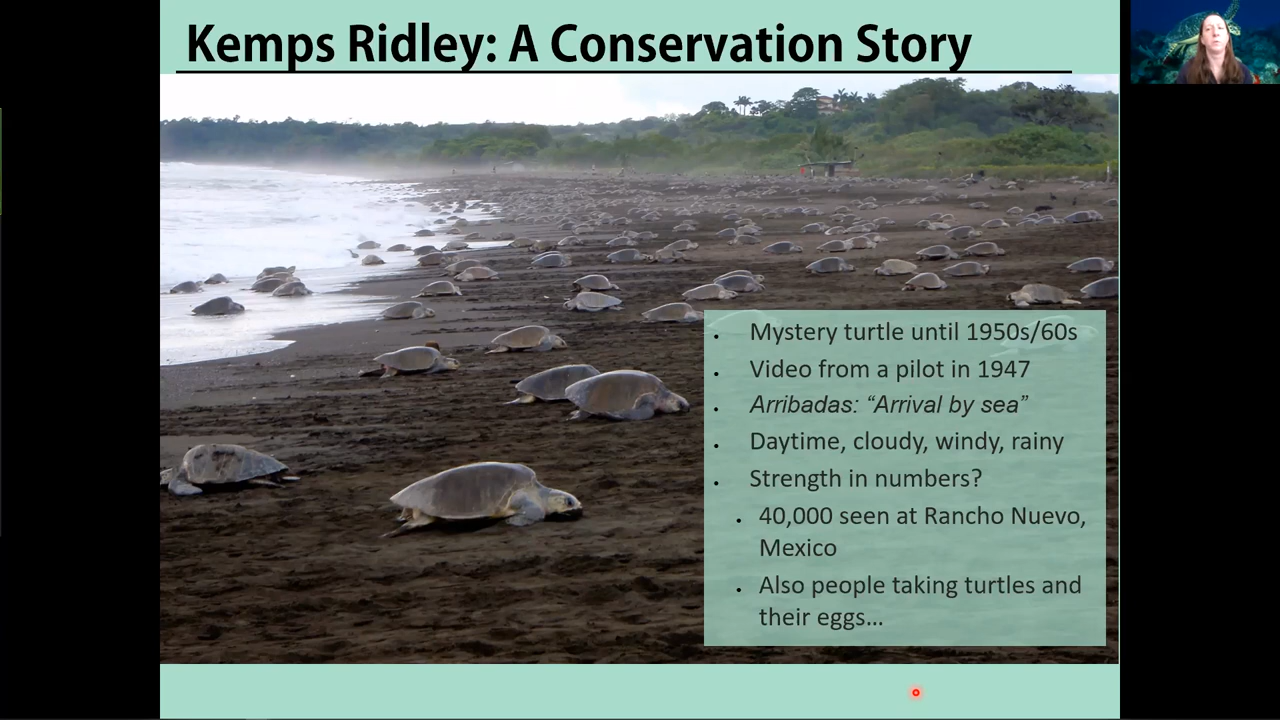 Kemps Ridley: A Conservation Story
Mystery turtle until 1950s/60s
Video from a pilot in 1947
Arribadas: “Arrival by sea”
Daytime, cloudy, windy, rainy
Strength in numbers?
40,000 seen at Rancho Nuevo,
Mexico
Also people taking turtles and
their eggs…